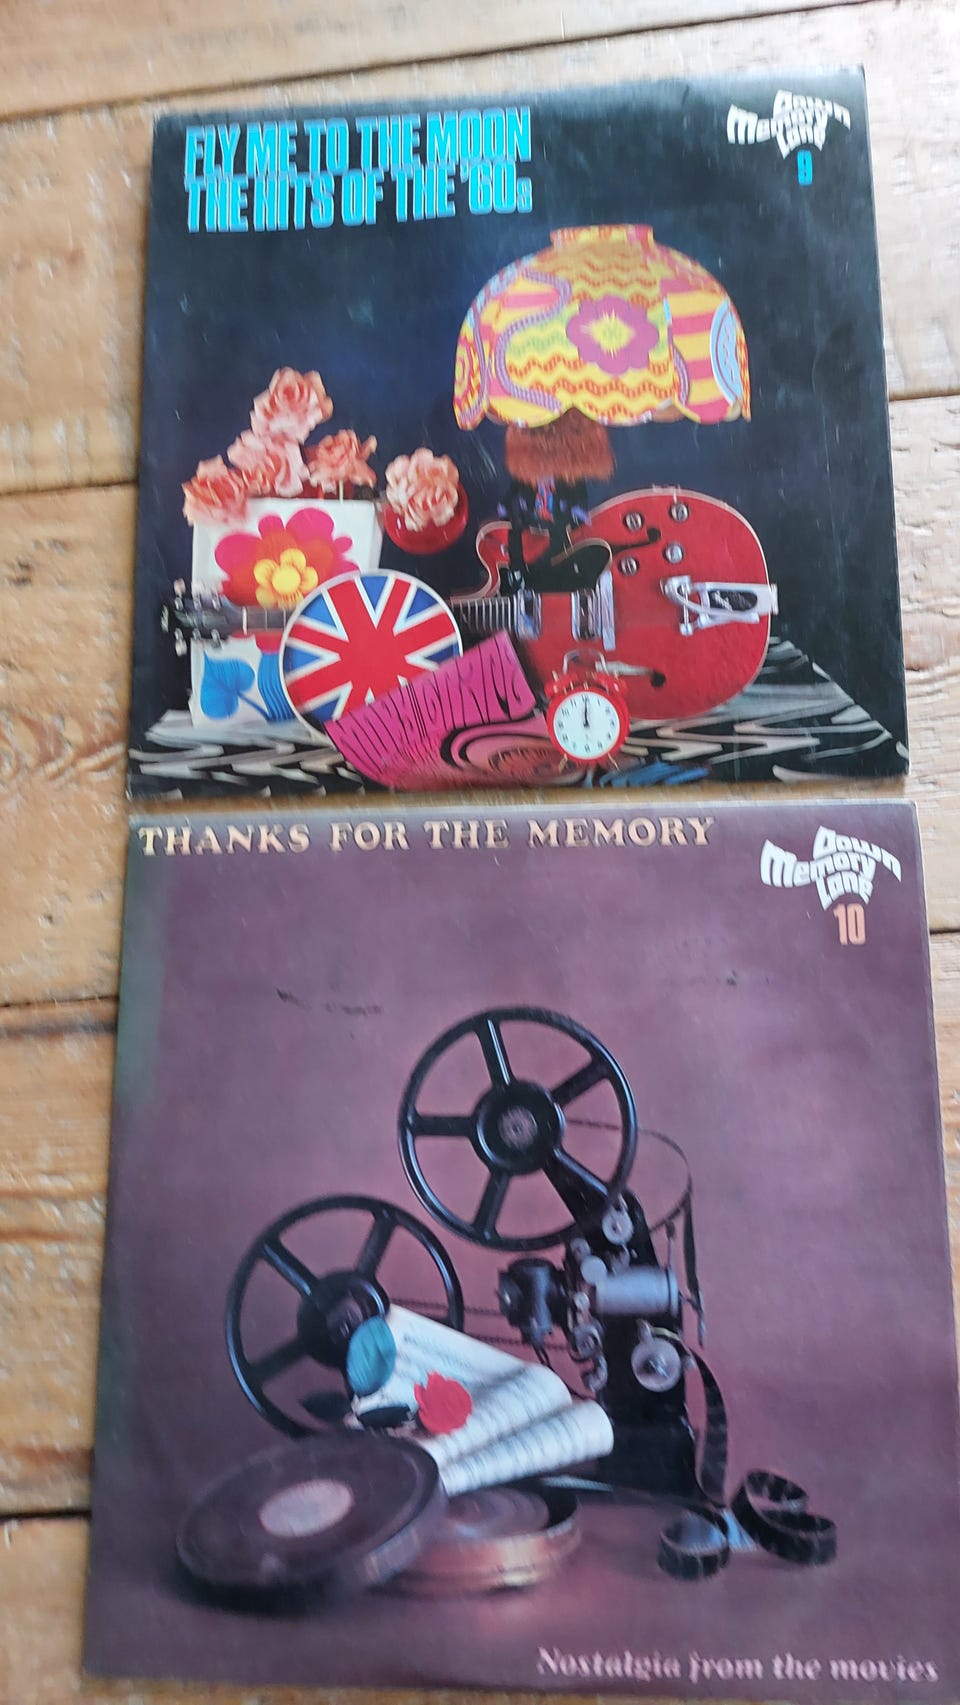 FLY ME TO THE MOON
THE HITS OF THE '60s
Down
Memory
Lane
9
THANKS FOR THE MEMORY
Down
Memory
Lane
10
Nostalgia from the movies